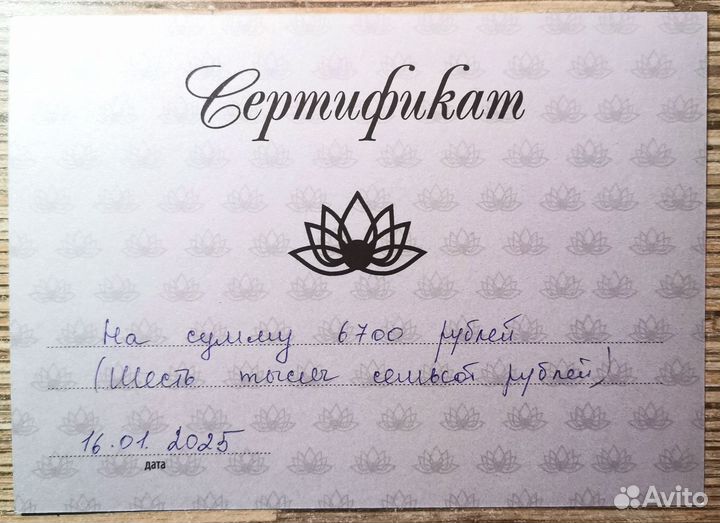 Сертификат
На сумму 6700 рублей
(Шесть тысяч семьсот рублей)
16.01.2025
дата
Avito